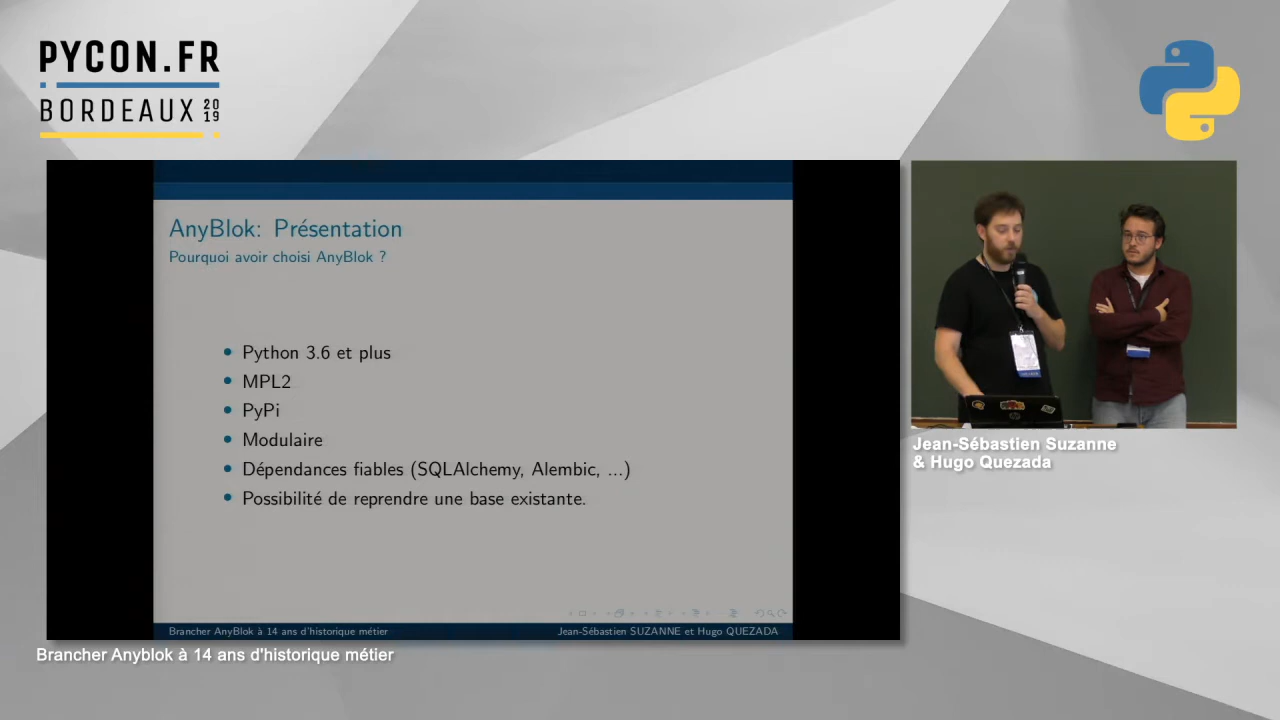 PYCON.FR
BORDEAUX 2019
AnyBlok: Présentation
Pourquoi avoir choisi AnyBlok ?
Python 3.6 et plus
MPL2
PyPi
Modulaire
Dépendances fiables (SQLAlchemy, Alembic, ...)
Possibilité de reprendre une base existante.
Brancher AnyBlok à 14 ans d'historique métier
Jean-Sébastien SUZANNE et Hugo QUEZADA
Jean-Sébastien Suzanne
& Hugo Quezada
Brancher Anyblok à 14 ans d'historique métier